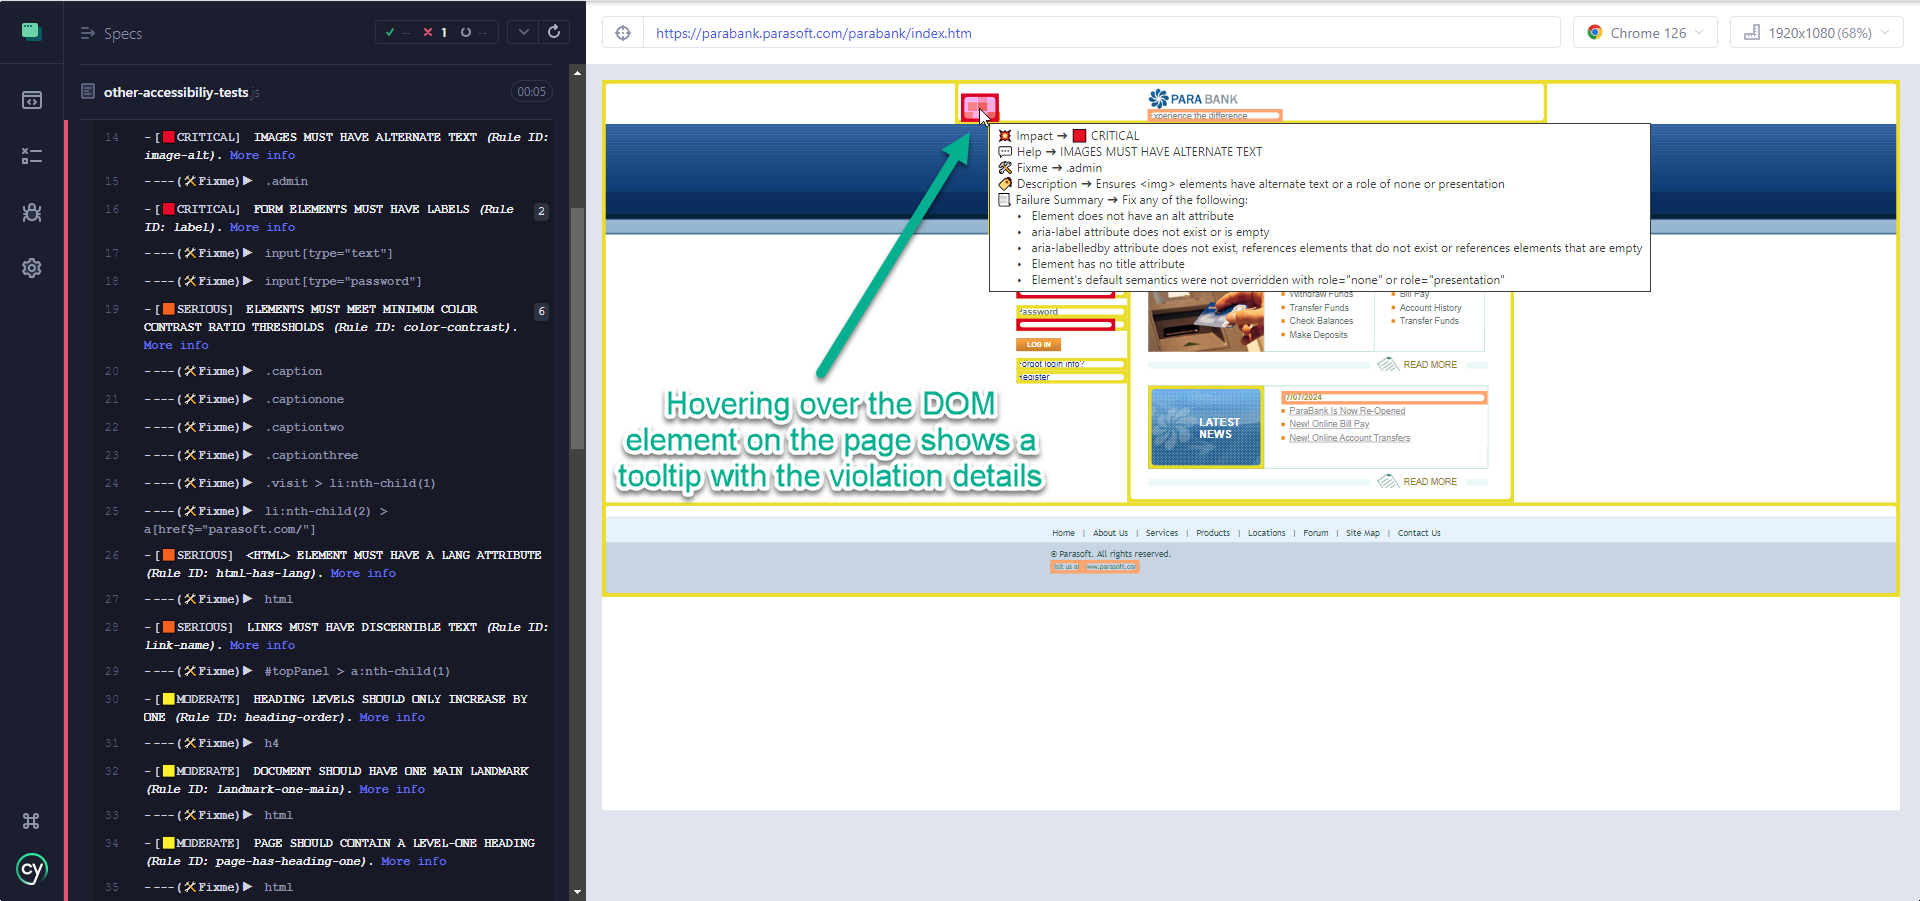 Specs
✓ -- ✗ 1 --
other-accessibiliy-tests js
00:05
14 -[CRITICAL] IMAGES MUST HAVE ALTERNATE TEXT (Rule ID:
image-alt). More info
15 ----(Fixme)▶ .admin
16 -[CRITICAL] FORM ELEMENTS MUST HAVE LABELS (Rule 2
ID: label). More info
17 ----(Fixme)▶ input[type="text"]
18 ----(Fixme)▶ input[type="password"]
19 -[SERIOUS] ELEMENTS MUST MEET MINIMUM COLOR 6
CONTRAST RATIO THRESHOLDS (Rule ID: color-contrast).
More info
20 ----(Fixme)▶ .caption
21 ----(Fixme)▶ .captionone
22 ----(Fixme)▶ .captiontwo
23 ----(Fixme)▶ .captionthree
24 ----(Fixme)▶ .visit > li:nth-child(1)
25 ----(Fixme)▶ li:nth-child(2) >
a[href$="parasoft.com/"]
26 -[SERIOUS] <HTML> ELEMENT MUST HAVE A LANG ATTRIBUTE
(Rule ID: html-has-lang). More info
27 ----(Fixme)▶ html
28 -[SERIOUS] LINKS MUST HAVE DISCERNIBLE TEXT (Rule ID:
link-name). More info
29 ----(Fixme)▶ #topPanel > a:nth-child(1)
30 -[MODERATE] HEADING LEVELS SHOULD ONLY INCREASE BY
ONE (Rule ID: heading-order). More info
31 ----(Fixme)▶ h4
32 -[MODERATE] DOCUMENT SHOULD HAVE ONE MAIN LANDMARK
(Rule ID: landmark-one-main). More info
33 ----(Fixme)▶ html
34 -[MODERATE] PAGE SHOULD CONTAIN A LEVEL-ONE HEADING
(Rule ID: page-has-heading-one). More info
35 ----(Fixme)▶ html
cy
https://parabank.parasoft.com/parabank/index.htm
Chrome 126
1920x1080 (68%)
PARA BANK
Experience the difference
Impact → CRITICAL
Help → IMAGES MUST HAVE ALTERNATE TEXT
Fixme → .admin
Description → Ensures <img> elements have alternate text or a role of none or presentation
Failure Summary → Fix any of the following:
• Element does not have an alt attribute
• aria-label attribute does not exist or is empty
• aria-labelledby attribute does not exist, references elements that do not exist or references elements that are empty
• Element has no title attribute
• Element's default semantics were not overridden with role="none" or role="presentation"
Password
LOG IN
Forgot login info?
Register
Withdraw Funds
Transfer Funds
Check Balances
Make Deposits
Bill Pay
Account History
Transfer Funds
READ MORE
Hovering over the DOM
element on the page shows a
tooltip with the violation details
LATEST
NEWS
7/07/2024
ParaBank Is Now Re-Opened
New! Online Bill Pay
New! Online Account Transfers
READ MORE
Home | About Us | Services | Products | Locations | Forum | Site Map | Contact Us
© Parasoft. All rights reserved.
isit us at www.parasoft.com